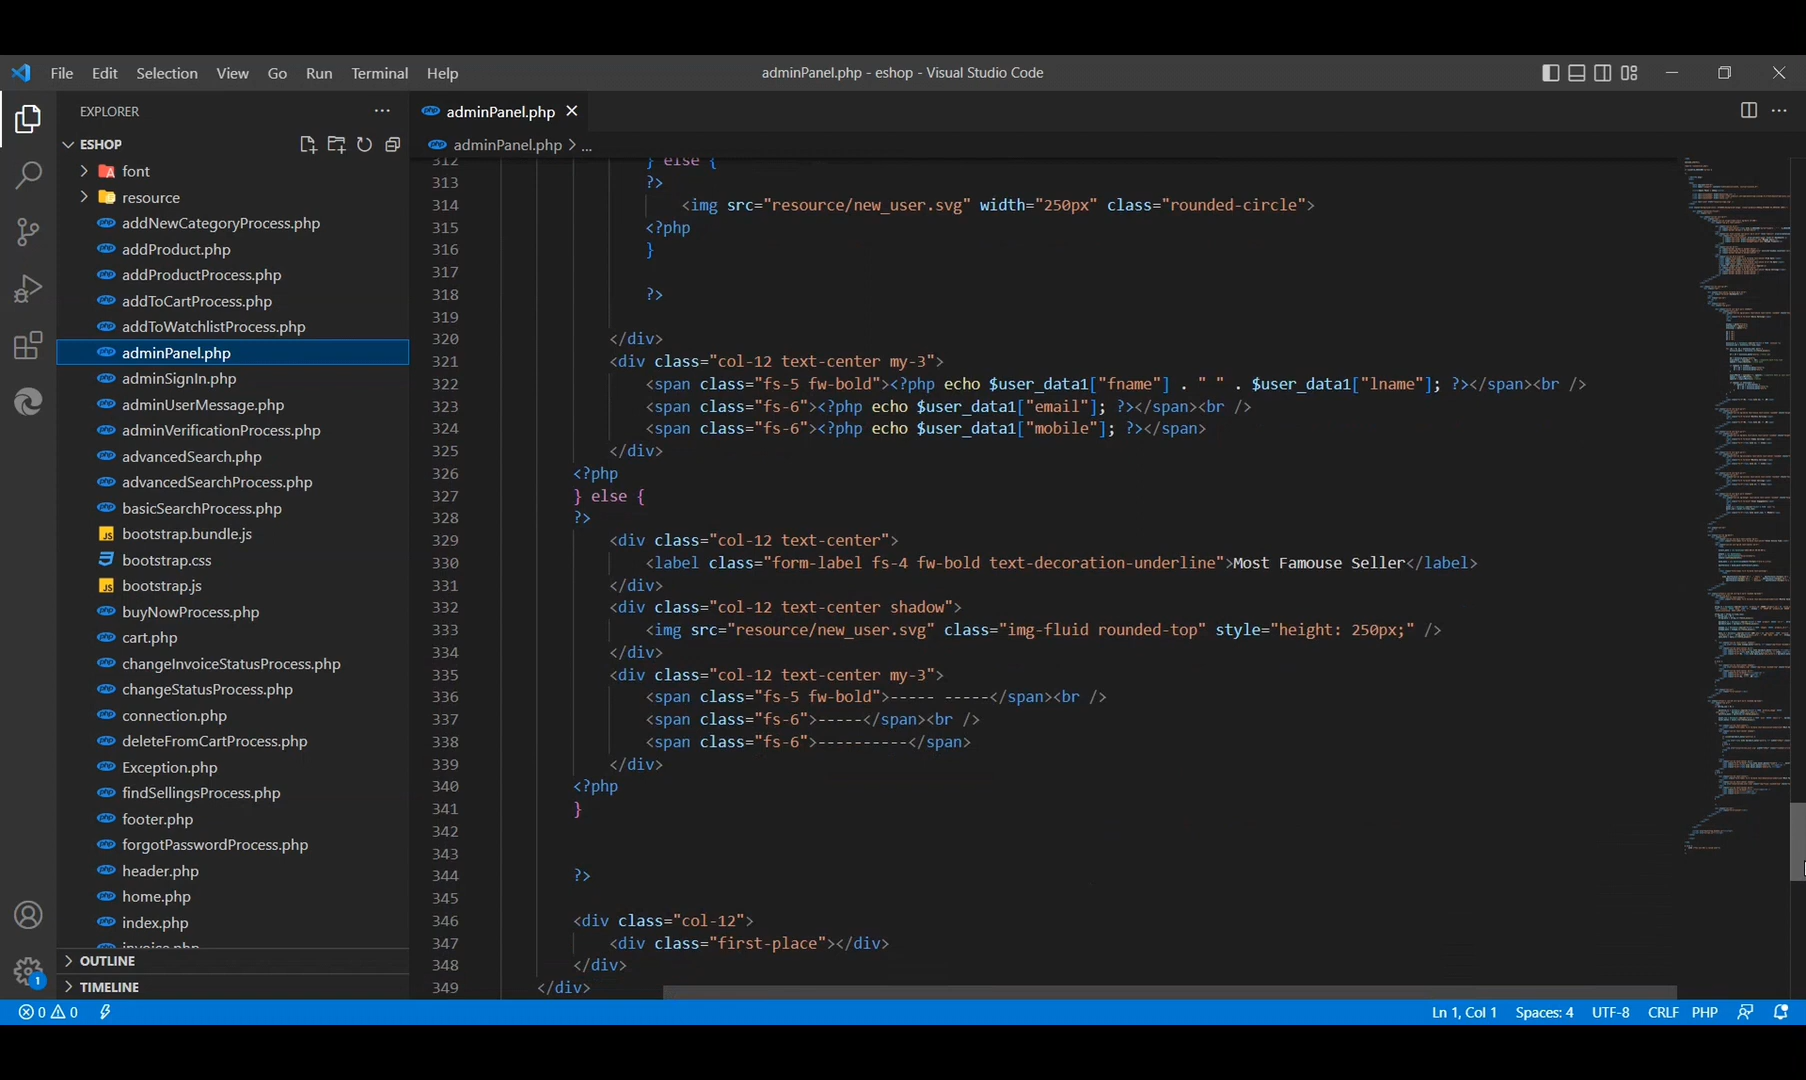 File Edit Selection View Go Run Terminal Help
adminPanel.php - eshop - Visual Studio Code
EXPLORER
ESHOP
font
resource
addNewCategoryProcess.php
addProduct.php
addProductProcess.php
addToCartProcess.php
addToWatchlistProcess.php
adminPanel.php
adminSignIn.php
adminUserMessage.php
adminVerificationProcess.php
advancedSearch.php
advancedSearchProcess.php
basicSearchProcess.php
JS bootstrap.bundle.js
bootstrap.css
JS bootstrap.js
buyNowProcess.php
cart.php
changeInvoiceStatusProcess.php
changeStatusProcess.php
connection.php
deleteFromCartProcess.php
Exception.php
findSellingsProcess.php
footer.php
forgotPasswordProcess.php
header.php
home.php
index.php
invoice.php
OUTLINE
TIMELINE
adminPanel.php
adminPanel.php > ...
312 } else {
313 ?>
314 <img src="resource/new_user.svg" width="250px" class="rounded-circle">
315 <?php
316 }
317
318 ?>
319
320 </div>
321 <div class="col-12 text-center my-3">
322 <span class="fs-5 fw-bold"><?php echo $user_data1["fname"] . " " . $user_data1["lname"]; ?></span><br />
323 <span class="fs-6"><?php echo $user_data1["email"]; ?></span><br />
324 <span class="fs-6"><?php echo $user_data1["mobile"]; ?></span>
325 </div>
326 <?php
327 } else {
328 ?>
329 <div class="col-12 text-center">
330 <label class="form-label fs-4 fw-bold text-decoration-underline">Most Famouse Seller</label>
331 </div>
332 <div class="col-12 text-center shadow">
333 <img src="resource/new_user.svg" class="img-fluid rounded-top" style="height: 250px;" />
334 </div>
335 <div class="col-12 text-center my-3">
336 <span class="fs-5 fw-bold">----- -----</span><br />
337 <span class="fs-6">-----</span><br />
338 <span class="fs-6">----------</span>
339 </div>
340 <?php
341 }
342
343
344 ?>
345
346 <div class="col-12">
347 <div class="first-place"></div>
348 </div>
349 </div>
1
0 0
Ln 1, Col 1 Spaces: 4 UTF-8 CRLF PHP